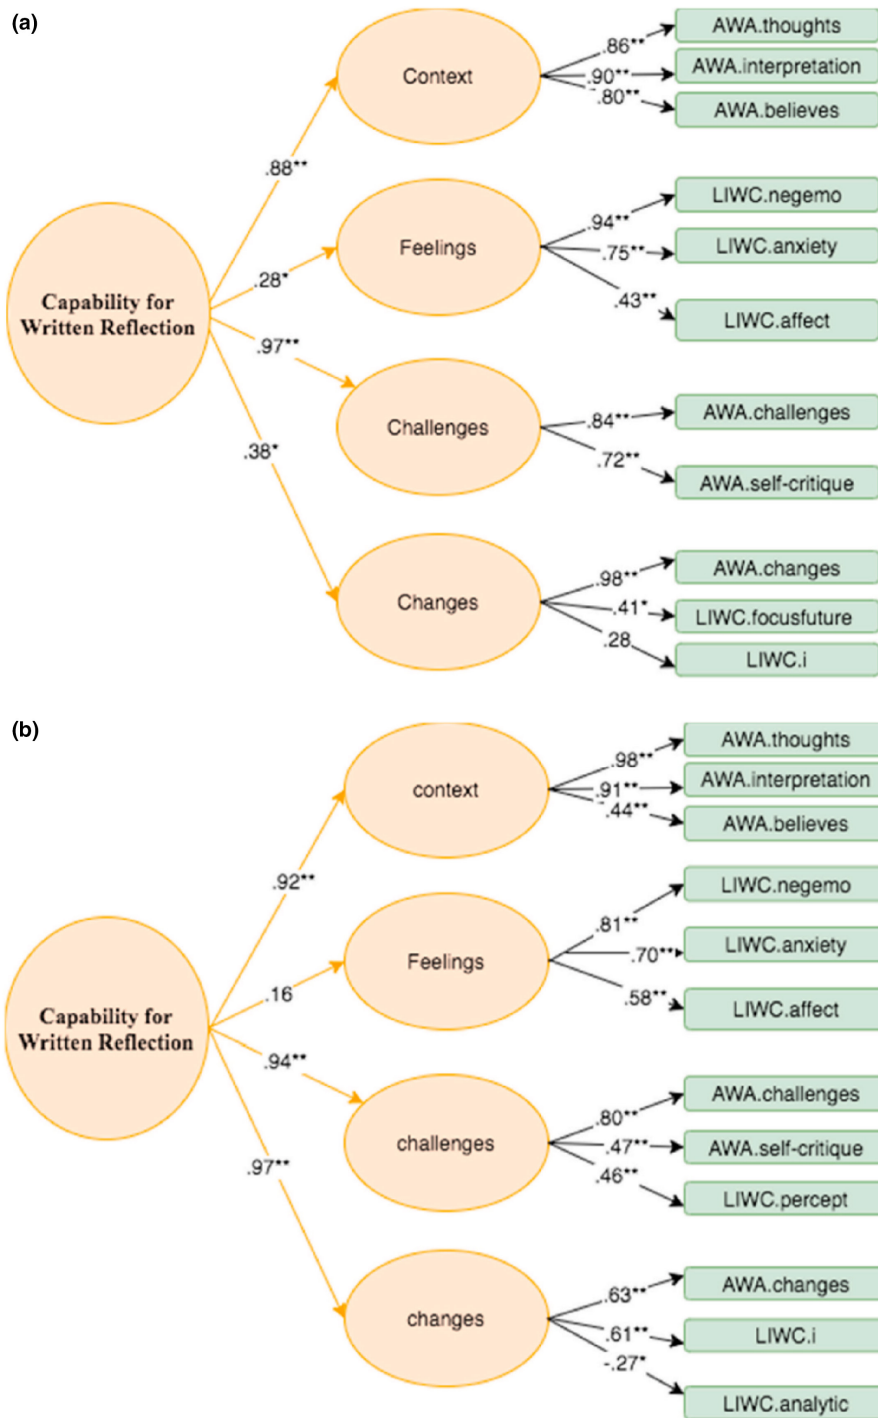 (a)
AWA.thoughts
.86**
Context
.90**
AWA.interpretation
.80**
AWA.believes
.88**
LIWC.negemo
.94**
Feelings
.75**
LIWC.anxiety
.28*
.43**
LIWC.affect
Capability for
Written Reflection
.97**
AWA.challenges
.84**
Challenges
.72**
.38*
AWA.self-critique
AWA.changes
.98**
Changes
.41*
LIWC.focusfuture
.28
LIWC.i
(b)
AWA.thoughts
.98**
context
.91**
AWA.interpretation
.44**
AWA.believes
.92**
LIWC.negemo
.81**
Feelings
.70**
LIWC.anxiety
.16
.58**
LIWC.affect
Capability for
Written Reflection
.94**
AWA.challenges
.80**
challenges
.47**
AWA.self-critique
.46**
.97**
LIWC.percept
AWA.changes
.63**
changes
.61**
LIWC.i
-.27*
LIWC.analytic